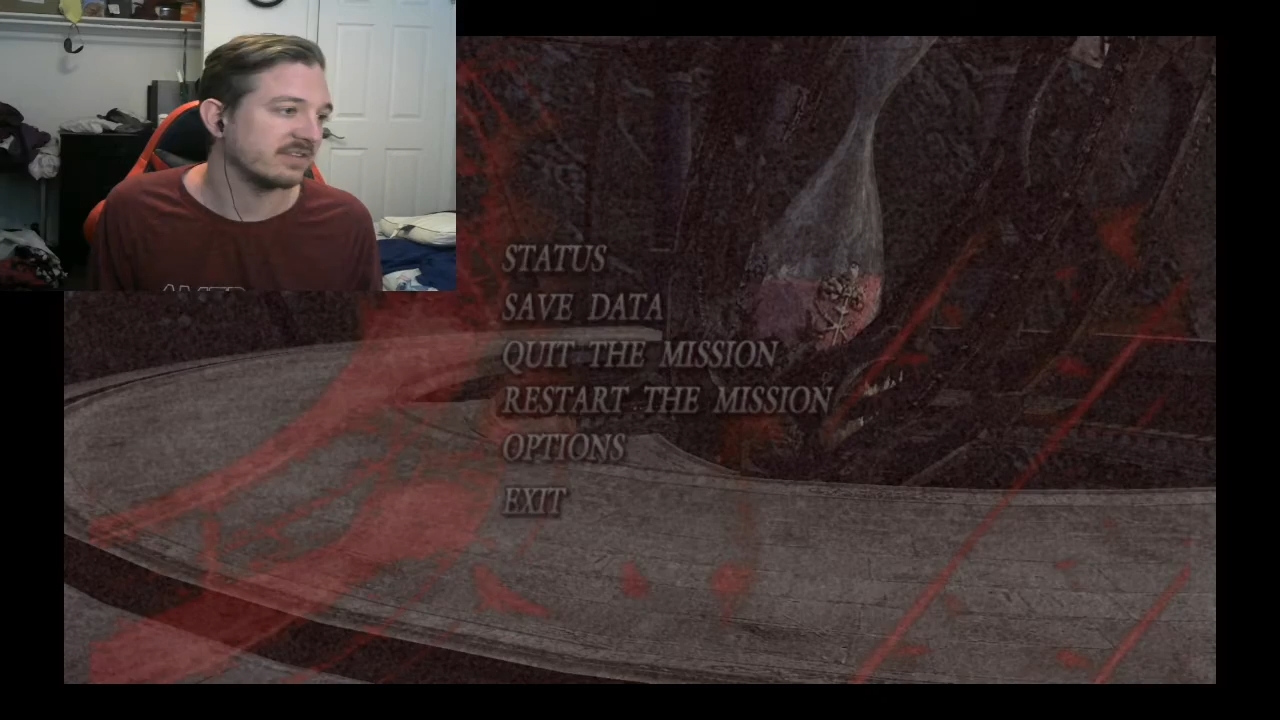 STATUS
SAVE DATA
QUIT THE MISSION
RESTART THE MISSION
OPTIONS
EXIT